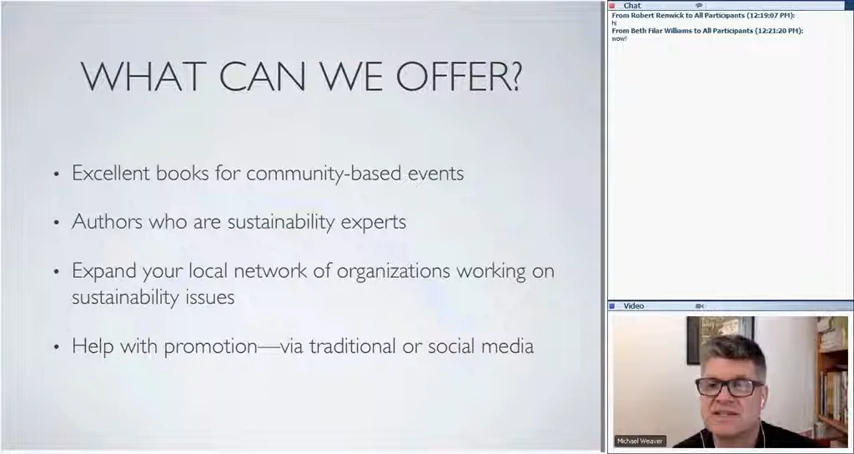 WHAT CAN WE OFFER?
• Excellent books for community-based events
• Authors who are sustainability experts
• Expand your local network of organizations working on
sustainability issues
• Help with promotion—via traditional or social media
Chat
From Robert Renwick to All Participants (12:19:07 PM):
hi
From Beth Filar Williams to All Participants (12:21:20 PM):
wow!
Video
Michael Weaver